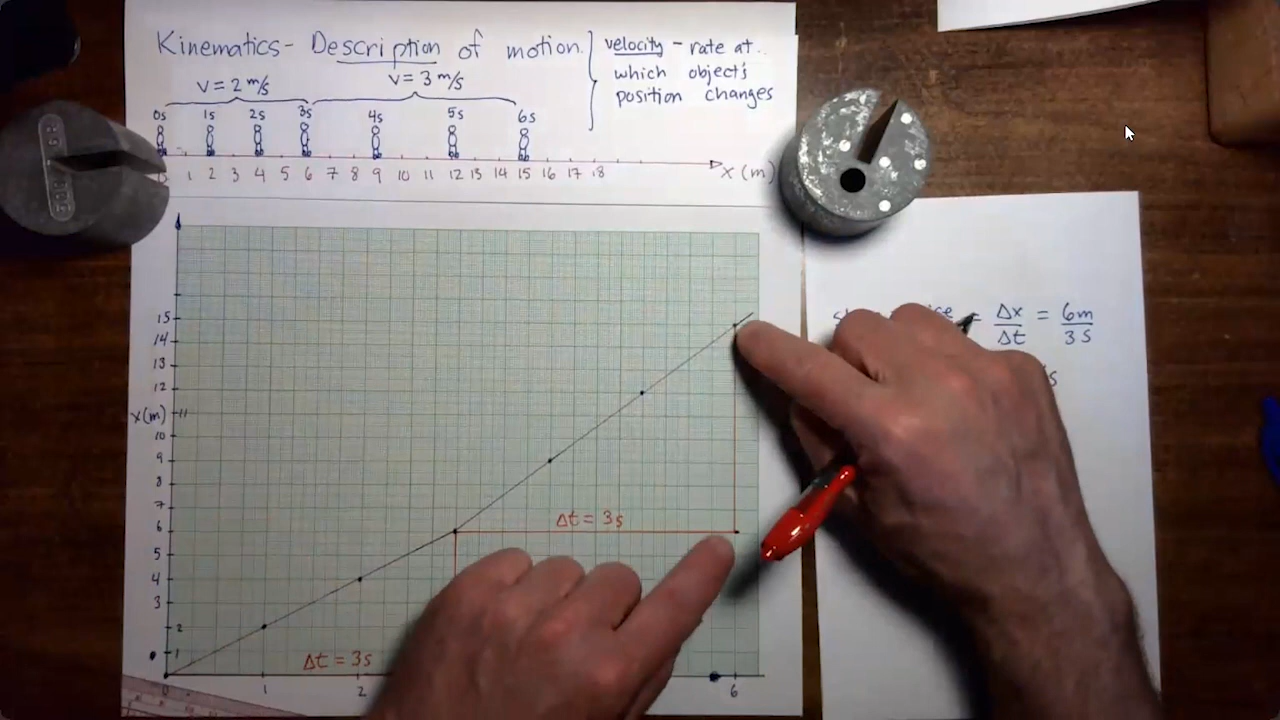 Kinematics - Description of motion.
velocity - rate at
which object's
position changes
v = 2 m/s
v = 3 m/s
0s 1s 2s 3s 4s 5s 6s
1 2 3 4 5 6 7 8 9 10 11 12 13 14 15 16 17 18
x (m)
15
14
13
12
x(m) 11
10
9
8
7
6
5
4
3
2
1
Δt = 3s
Δt = 3s
0 1 2 6
= Δx/Δt = 6m/3s